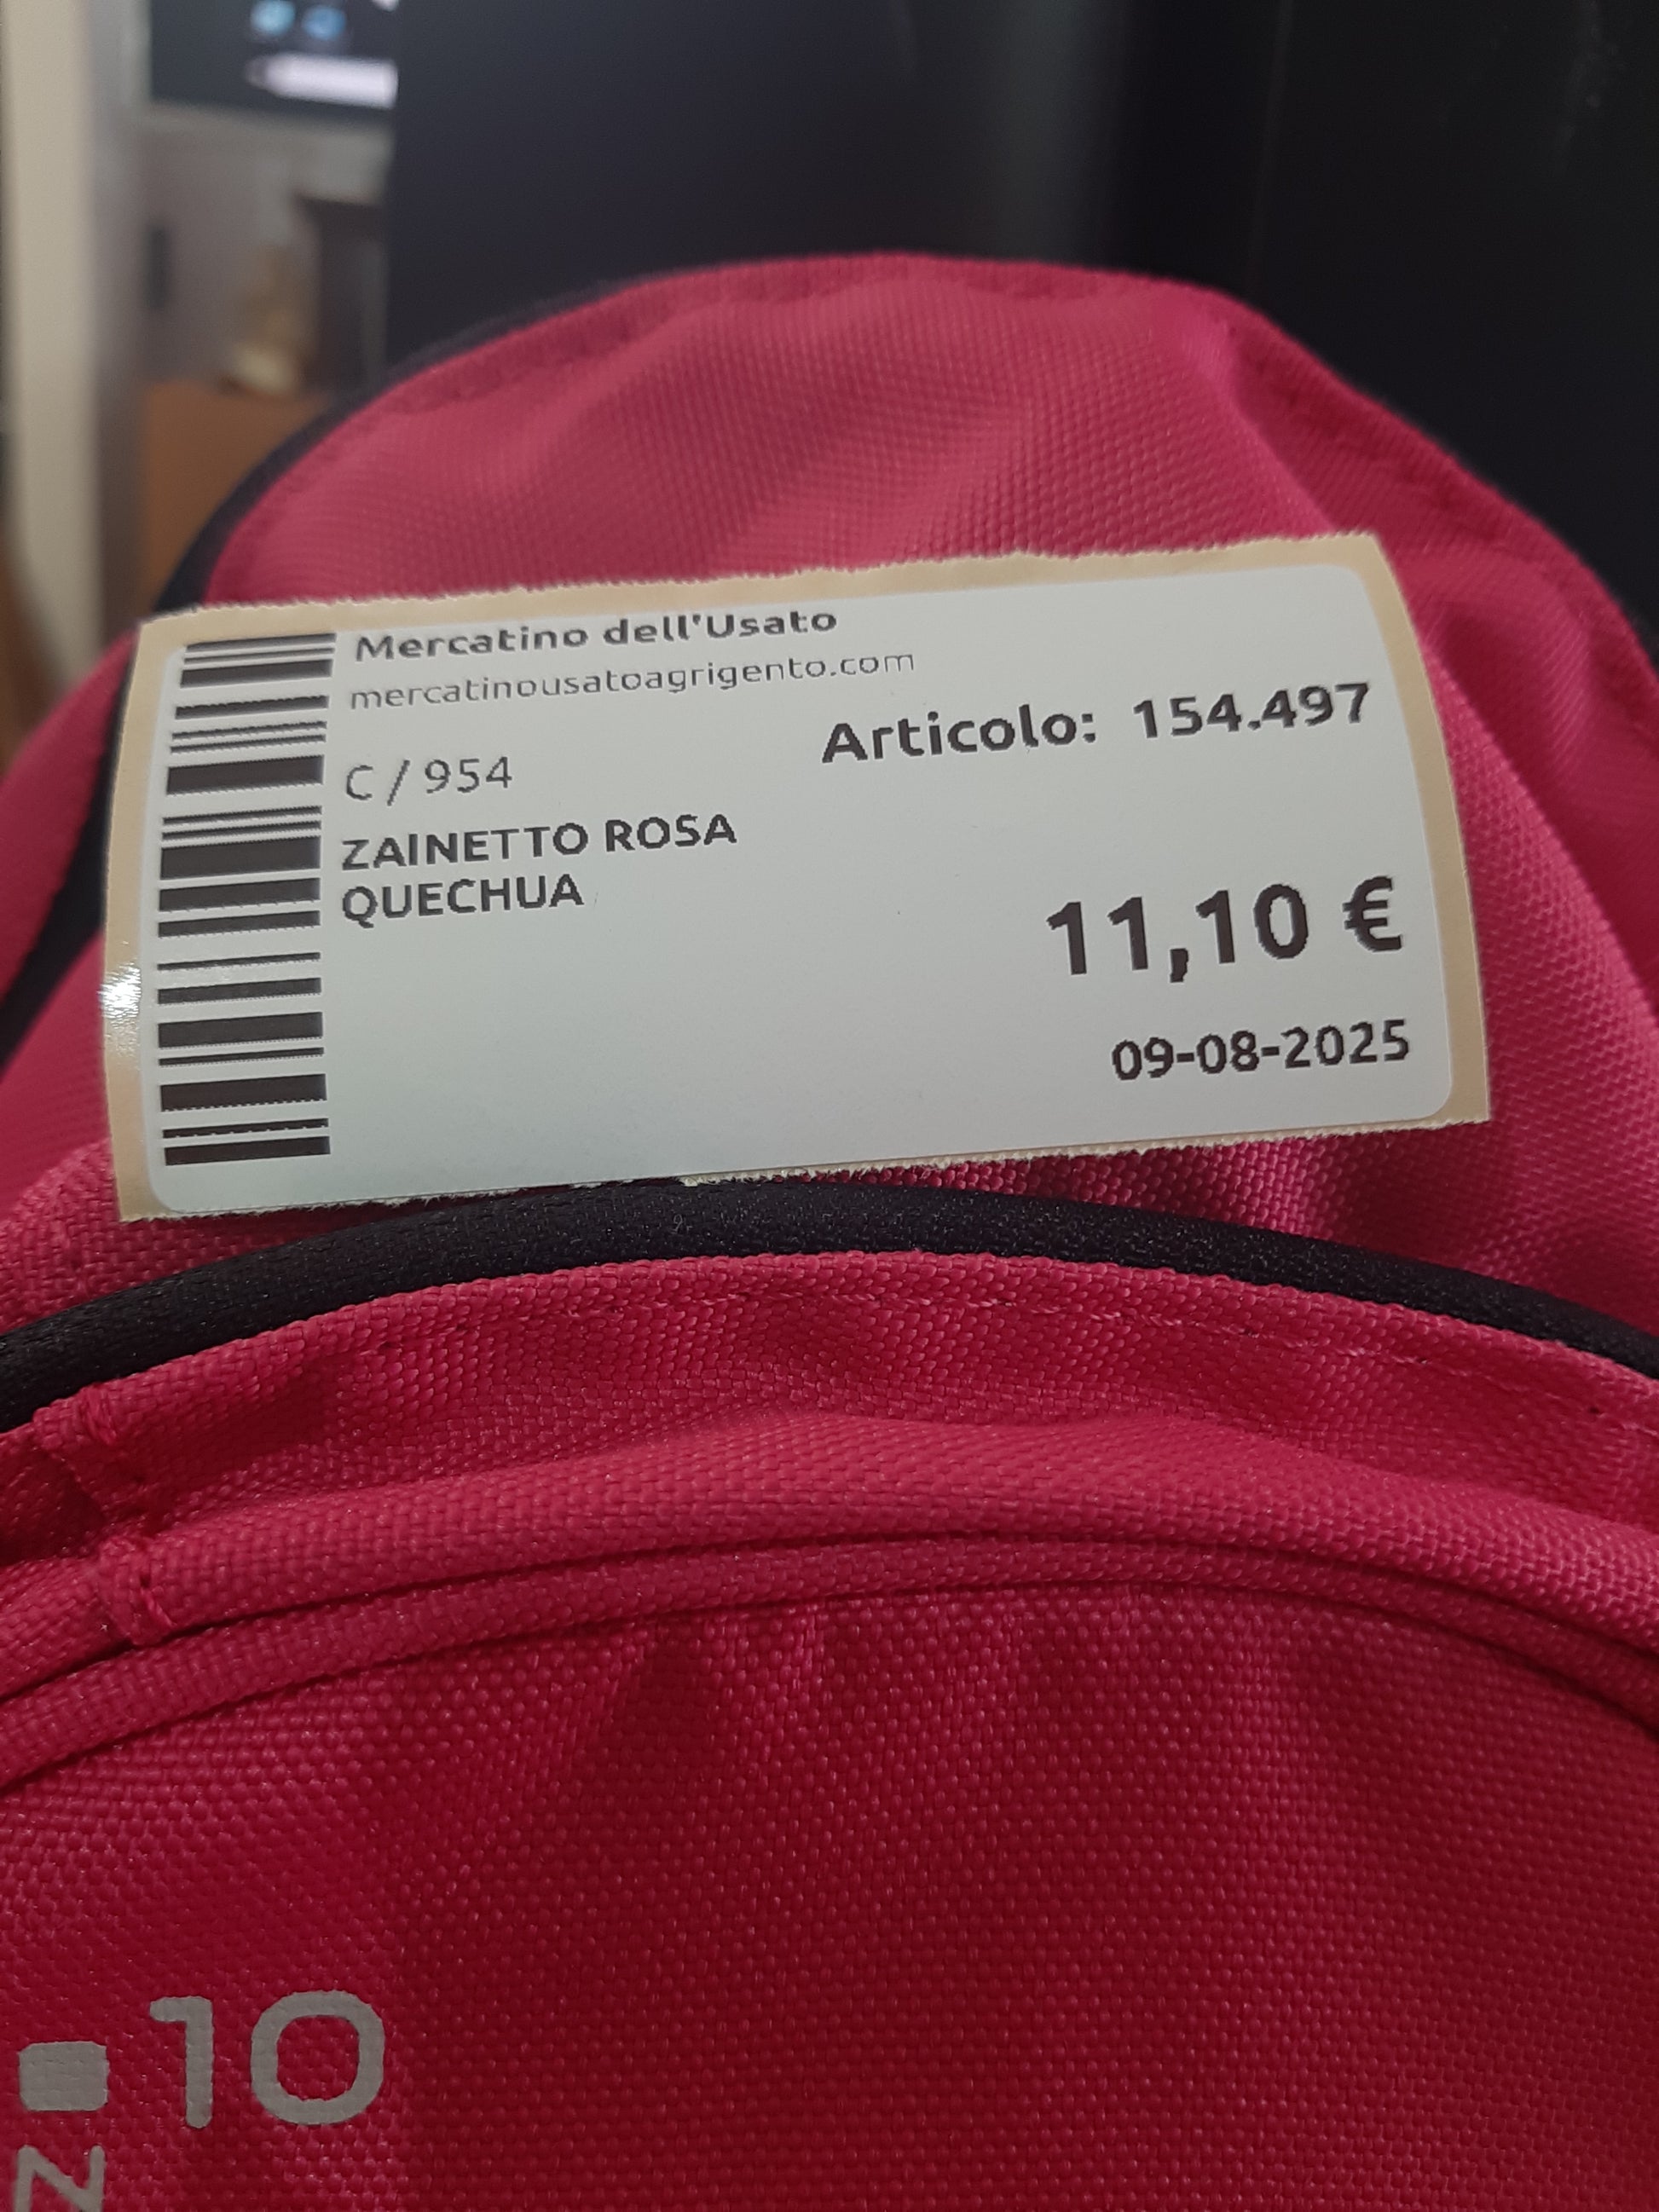 Mercatino dell'Usato
mercatinousatoagrigento.com
Articolo: 154.497
C / 954
ZAINETTO ROSA
QUECHUA
11,10 €
09-08-2025
10
N